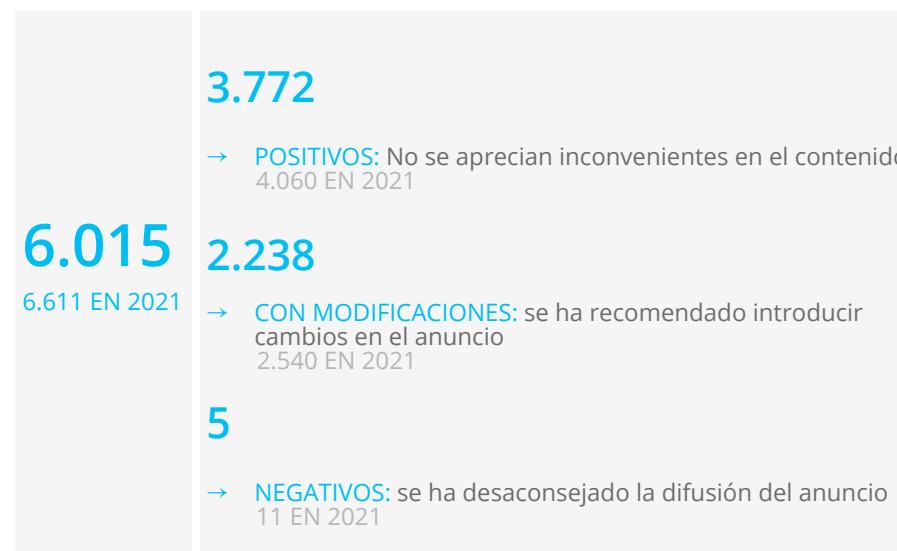 6.015
6.611 EN 2021
3.772
→ POSITIVOS: No se aprecian inconvenientes en el contenido
4.060 EN 2021
2.238
→ CON MODIFICACIONES: se ha recomendado introducir
cambios en el anuncio
2.540 EN 2021
5
→ NEGATIVOS: se ha desaconsejado la difusión del anuncio
11 EN 2021